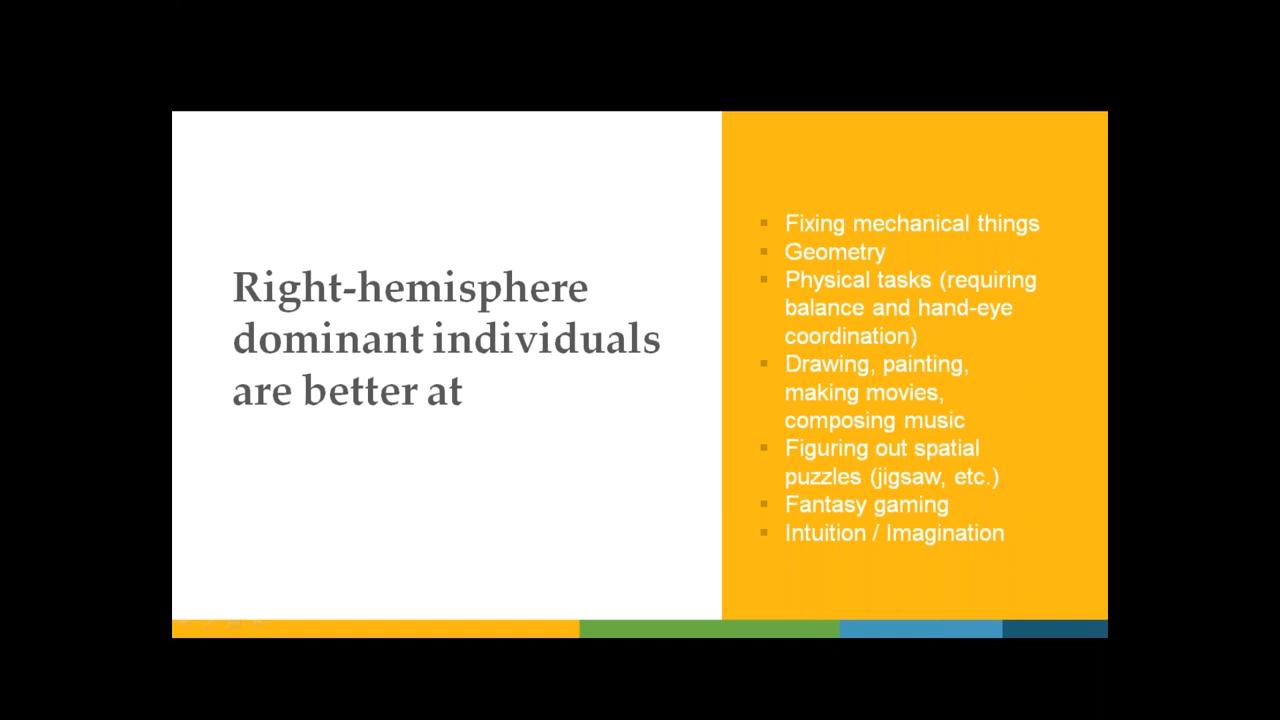 Right-hemisphere
dominant individuals
are better at
▪ Fixing mechanical things
▪ Geometry
▪ Physical tasks (requiring
balance and hand-eye
coordination)
▪ Drawing, painting,
making movies,
composing music
▪ Figuring out spatial
puzzles (jigsaw, etc.)
▪ Fantasy gaming
▪ Intuition / Imagination